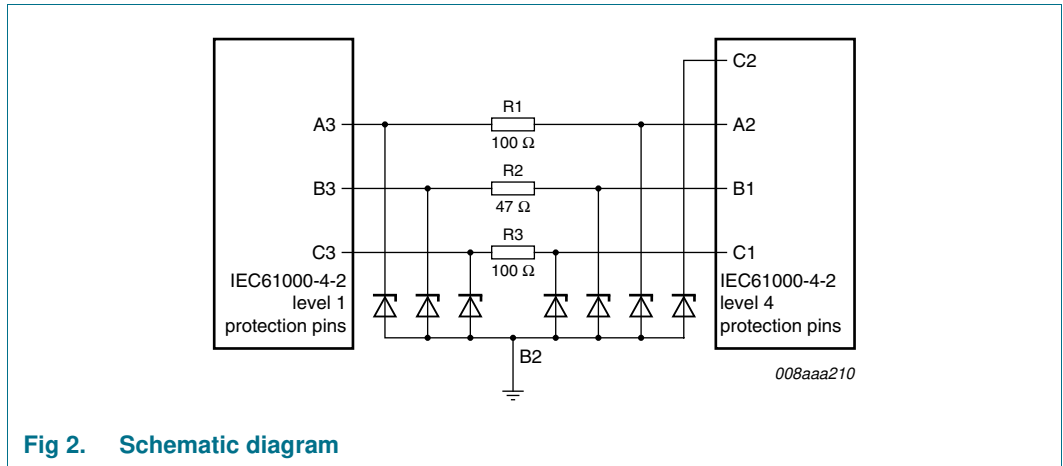 C2
R1
A3
A2
100 Ω
R2
B3
B1
47 Ω
R3
C3
C1
100 Ω
IEC61000-4-2
level 1
protection pins
IEC61000-4-2
level 4
protection pins
B2
008aaa210
Fig 2. Schematic diagram